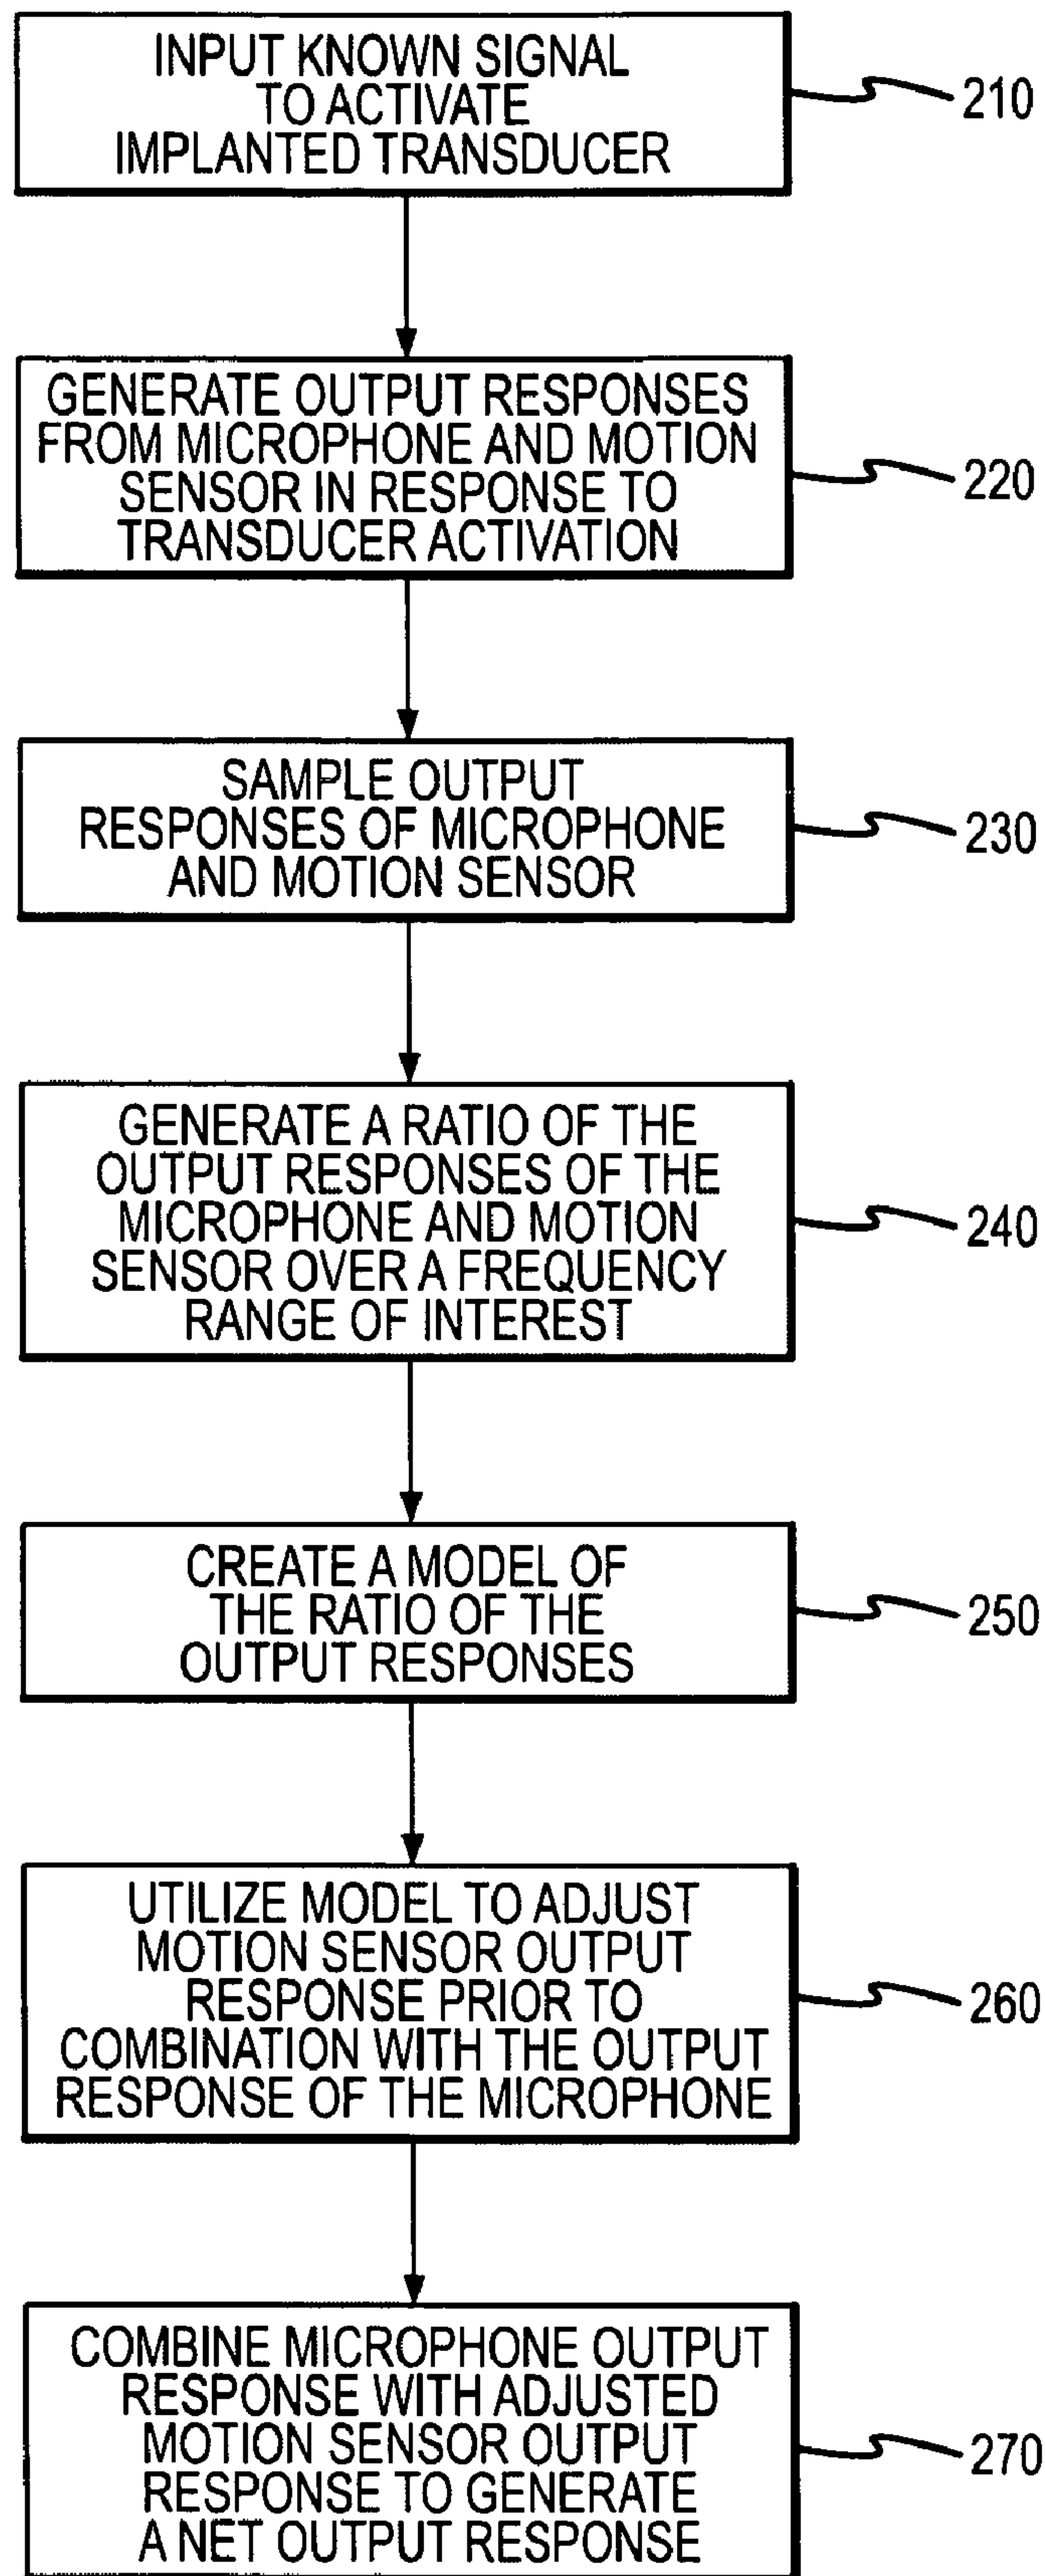 INPUT KNOWN SIGNAL
TO ACTIVATE
IMPLANTED TRANSDUCER
210
GENERATE OUTPUT RESPONSES
FROM MICROPHONE AND MOTION
SENSOR IN RESPONSE TO
TRANSDUCER ACTIVATION
220
SAMPLE OUTPUT
RESPONSES OF MICROPHONE
AND MOTION SENSOR
230
GENERATE A RATIO OF THE
OUTPUT RESPONSES OF THE
MICROPHONE AND MOTION
SENSOR OVER A FREQUENCY
RANGE OF INTEREST
240
CREATE A MODEL OF
THE RATIO OF THE
OUTPUT RESPONSES
250
UTILIZE MODEL TO ADJUST
MOTION SENSOR OUTPUT
RESPONSE PRIOR TO
COMBINATION WITH THE OUTPUT
RESPONSE OF THE MICROPHONE
260
COMBINE MICROPHONE OUTPUT
RESPONSE WITH ADJUSTED
MOTION SENSOR OUTPUT
RESPONSE TO GENERATE
A NET OUTPUT RESPONSE
270